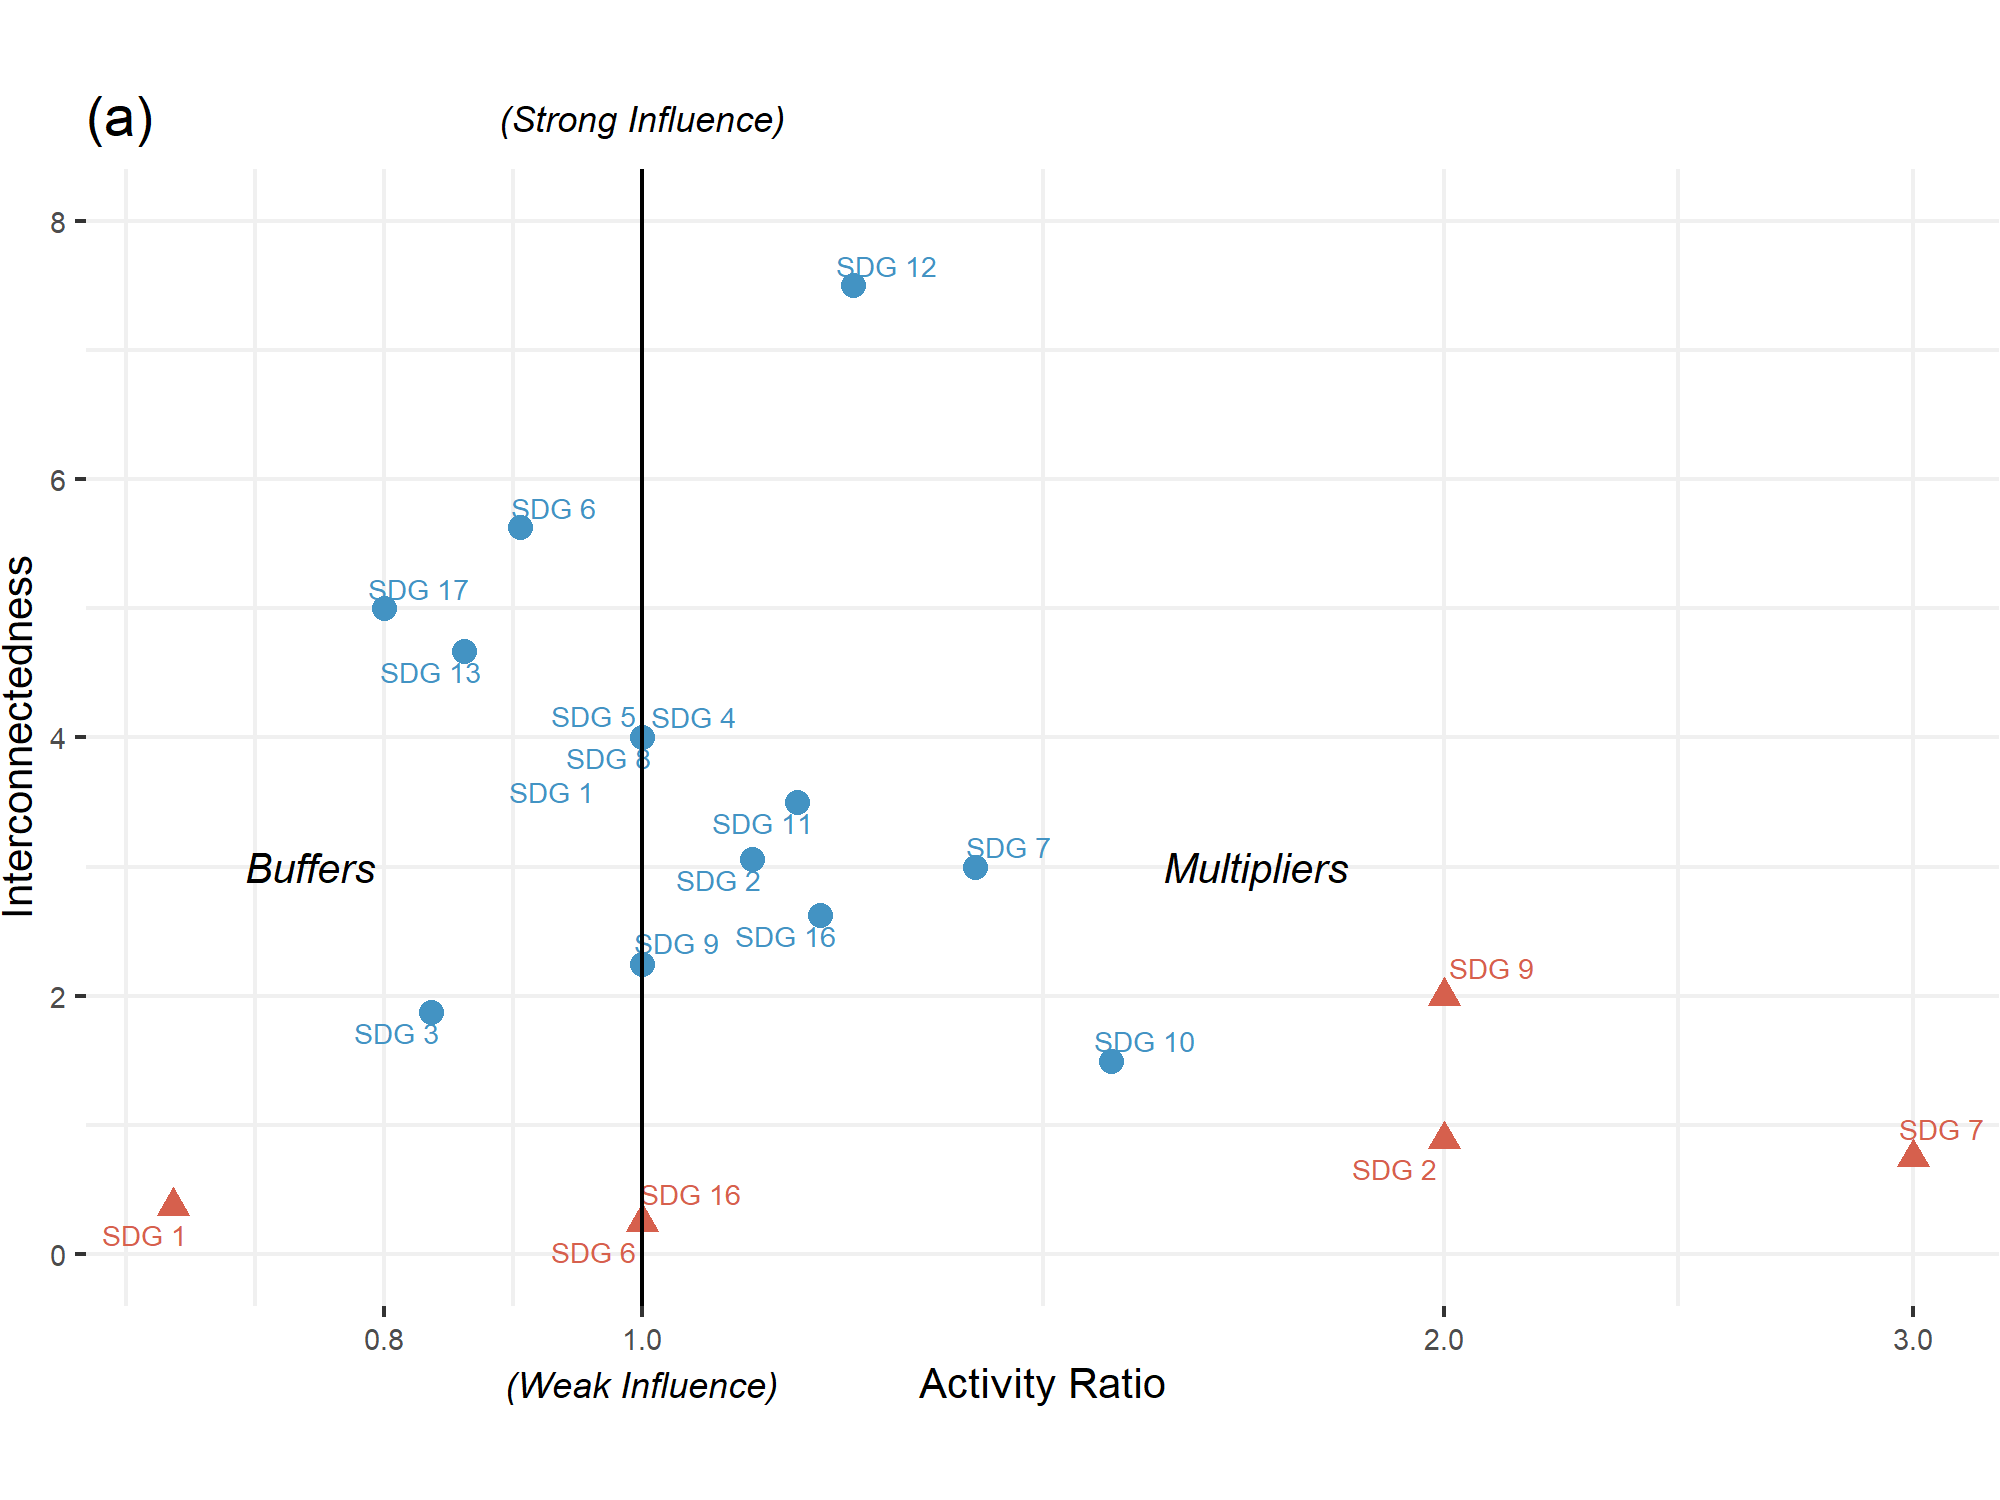 (a)
(Strong Influence)
8
SDG 12
6
SDG 6
SDG 17
SDG 13
SDG 5
SDG 4
4
SDG 8
SDG 1
SDG 11
SDG 7
Buffers
Multipliers
SDG 2
SDG 16
SDG 9
SDG 9
2
SDG 3
SDG 10
SDG 7
SDG 2
SDG 16
SDG 1
SDG 6
0
Interconnectedness
0.8
1.0
2.0
3.0
(Weak Influence)
Activity Ratio